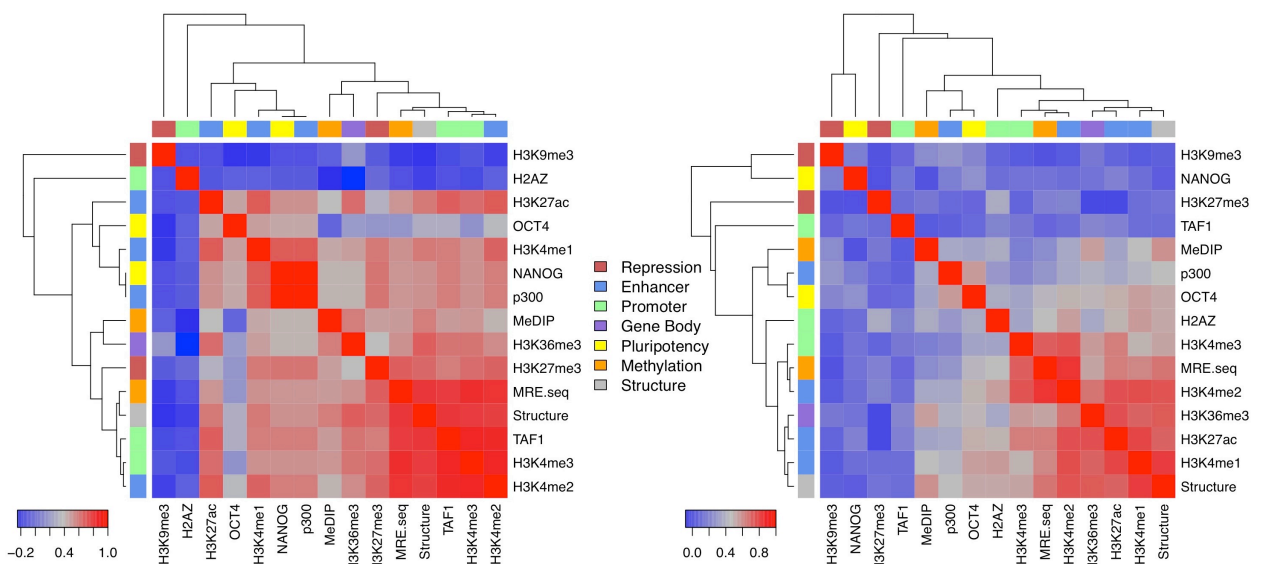 H3K9me3
H2AZ
H3K27ac
OCT4
H3K4me1
NANOG
p300
MeDIP
H3K36me3
H3K27me3
MRE.seq
Structure
TAF1
H3K4me3
H3K4me2
−0.2 0.4 1.0
H3K9me3
H2AZ
H3K27ac
OCT4
H3K4me1
NANOG
p300
MeDIP
I3K36me3
I3K27me3
MRE.seq
Structure
TAF1
H3K4me3
H3K4me2
Repression
Enhancer
Promoter
Gene Body
Pluripotency
Methylation
Structure
H3K9me3
NANOG
H3K27me3
TAF1
MeDIP
p300
OCT4
H2AZ
H3K4me3
MRE.seq
H3K4me2
H3K36me3
H3K27ac
H3K4me1
Structure
0.0 0.4 0.8
H3K9me3
NANOG
I3K27me3
TAF1
MeDIP
p300
OCT4
H2AZ
H3K4me3
MRE.seq
H3K4me2
I3K36me3
H3K27ac
H3K4me1
Structure